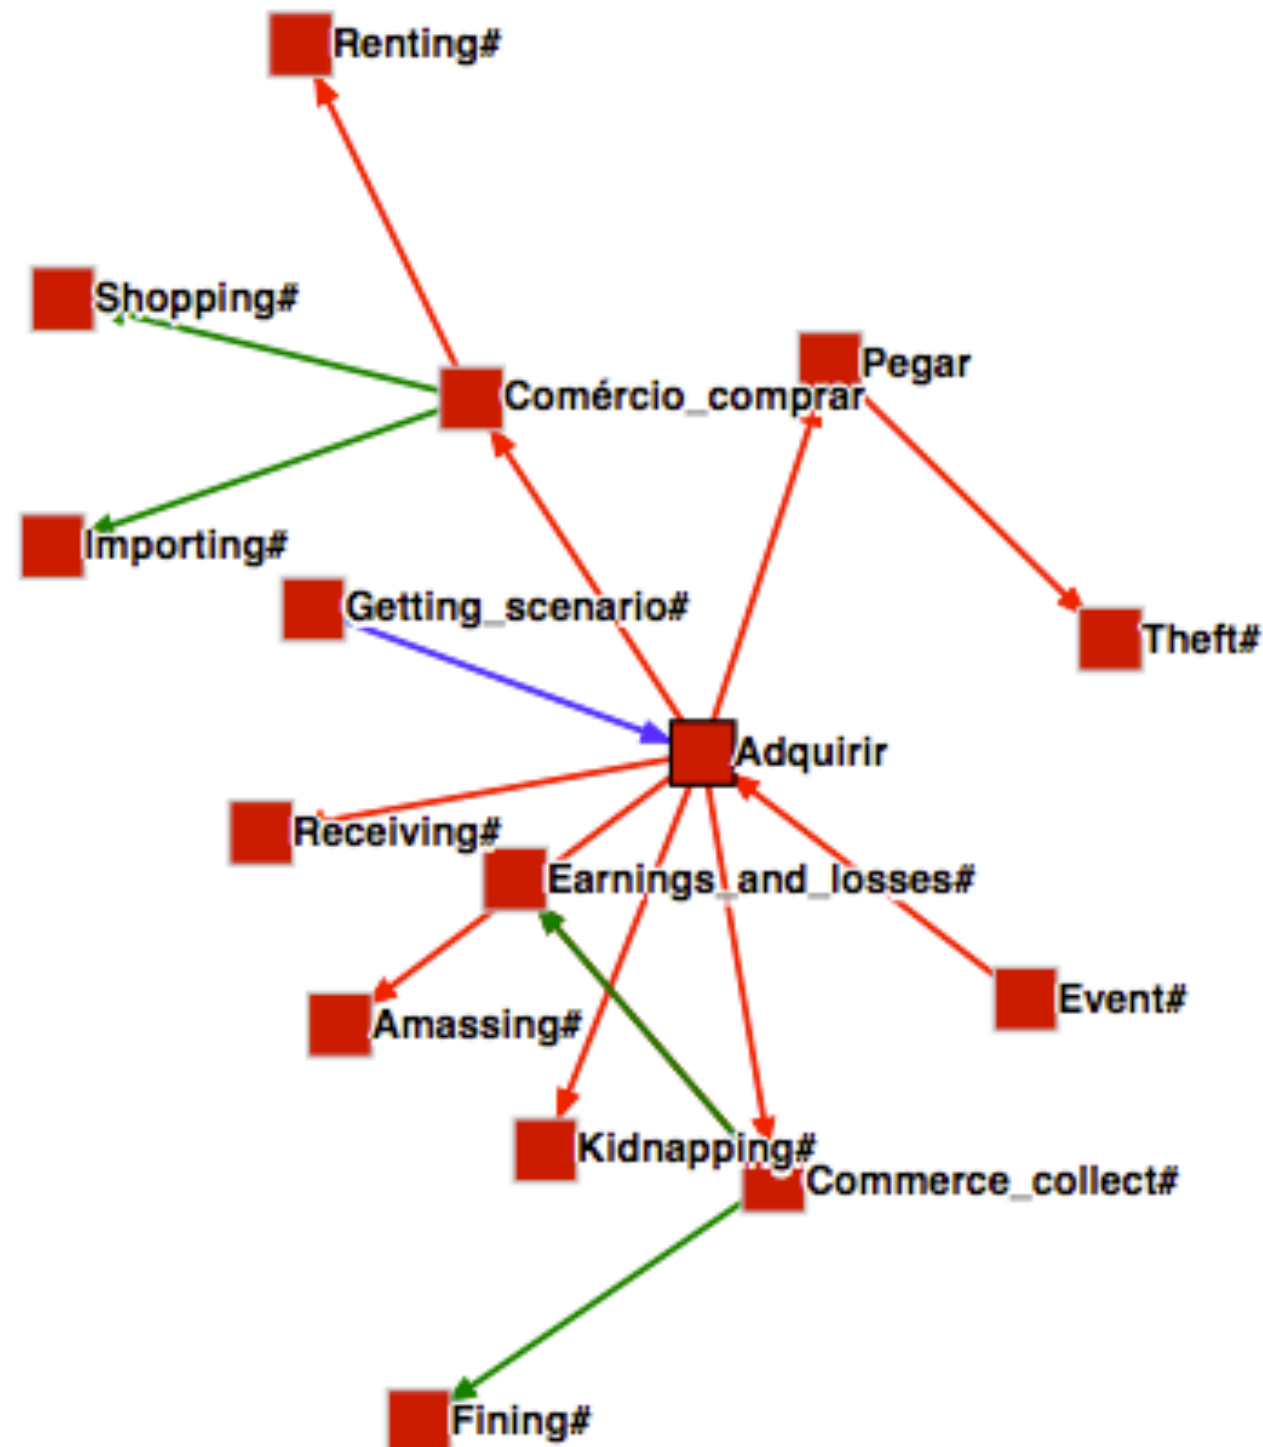 Renting#
Shopping#
Pegar
Comércio_comprar
Importing#
Getting_scenario#
Theft#
Adquirir
Receiving#
Earnings_and_losses#
Event#
Amassing#
Kidnapping#
Commerce_collect#
Fining#